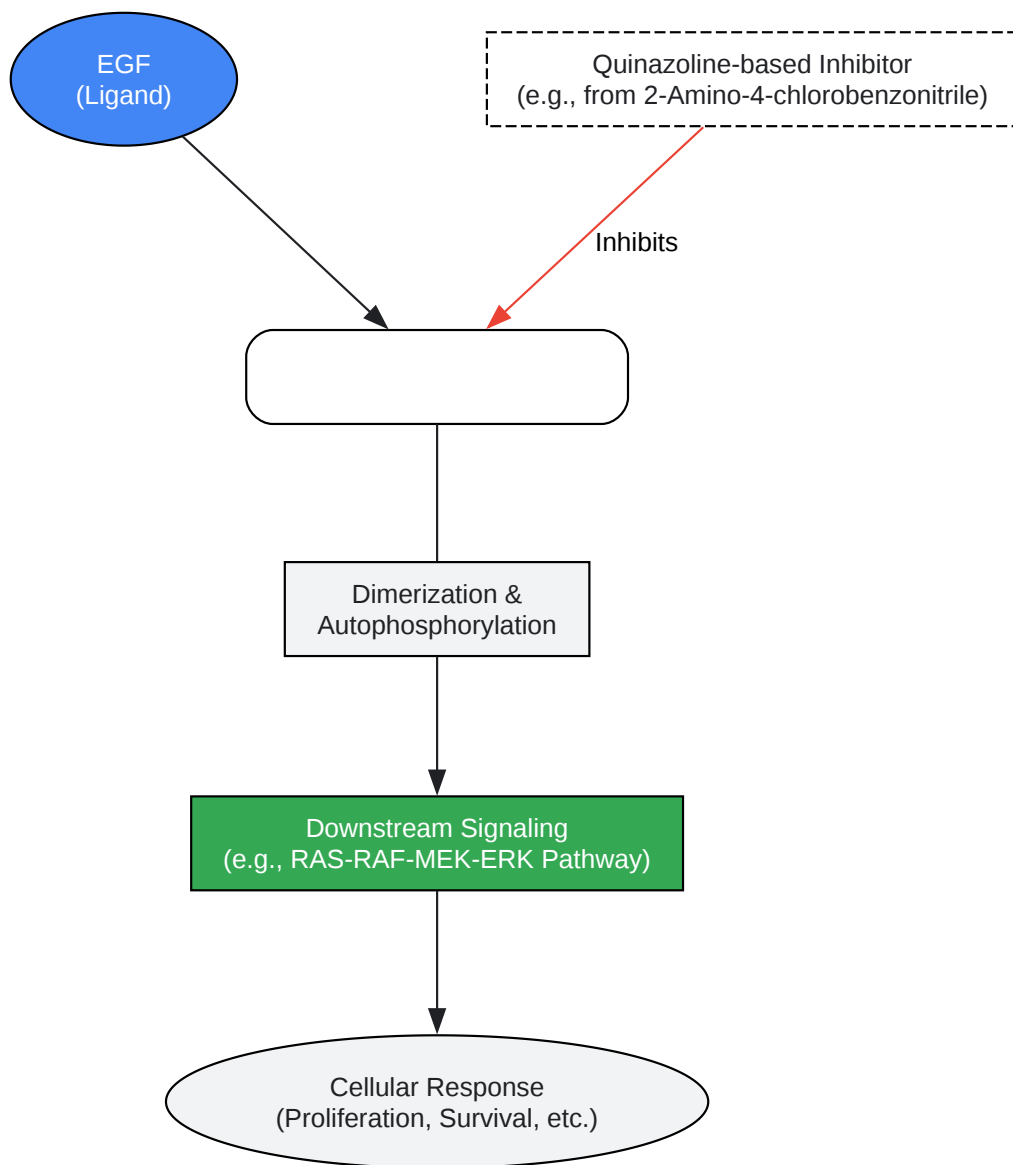 EGF
(Ligand)
Quinazoline-based Inhibitor
(e.g., from 2-Amino-4-chlorobenzonitrile)
Inhibits
Dimerization &
Autophosphorylation
Downstream Signaling
(e.g., RAS-RAF-MEK-ERK Pathway)
Cellular Response
(Proliferation, Survival, etc.)